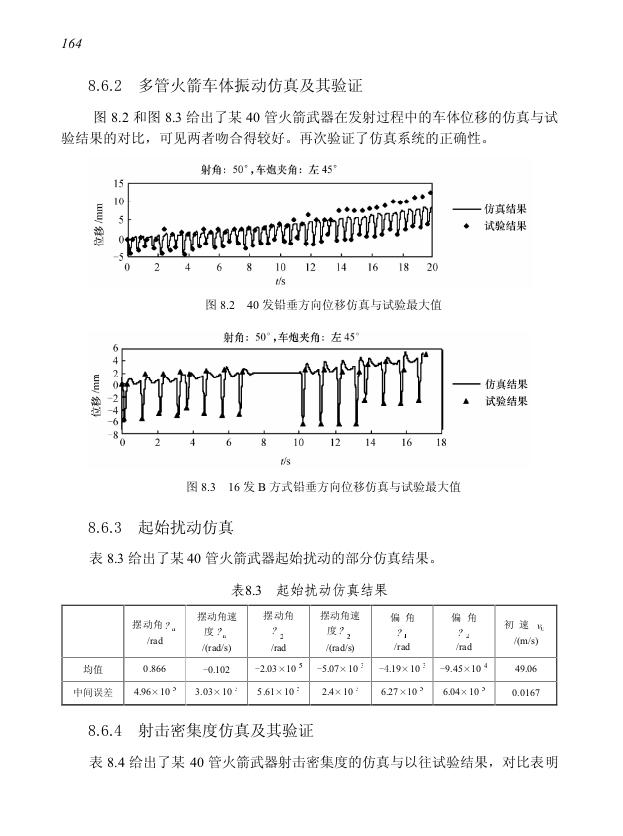 164
8.6.2 多管火箭车体振动仿真及其验证
图 8.2 和图 8.3 给出了某 40 管火箭武器在发射过程中的车体位移的仿真与试
验结果的对比，可见两者吻合得较好。再次验证了仿真系统的正确性。
射角：50°,车炮夹角：左 45°
位移 /mm
15
10
5
0
-5
0 2 4 6 8 10 12 14 16 18 20
t/s
仿真结果
试验结果
图 8.2 40 发铅垂方向位移仿真与试验最大值
射角：50°,车炮夹角：左 45°
位移 /mm
6
4
2
0
-2
-4
-6
-8
0 2 4 6 8 10 12 14 16 18
t/s
仿真结果
试验结果
图 8.3 16 发 B 方式铅垂方向位移仿真与试验最大值
8.6.3 起始扰动仿真
表 8.3 给出了某 40 管火箭武器起始扰动的部分仿真结果。
表8.3 起始扰动仿真结果
摆动角 ? /rad
摆动角速度 ? /(rad/s)
摆动角 ? 2 /rad
摆动角速度 ? 2 /(rad/s)
偏 角 ? 1 /rad
偏 角 ? 2 /rad
初 速 v /(m/s)
均值 0.866 −0.102 −2.03×10 5 −5.07×10 −4.19×10 −9.45×10 4 49.06
中间误差 4.96×10 5 3.03×10 5.61×10 2.4×10 6.27×10 5 6.04×10 5 0.0167
8.6.4 射击密集度仿真及其验证
表 8.4 给出了某 40 管火箭武器射击密集度的仿真与以往试验结果，对比表明